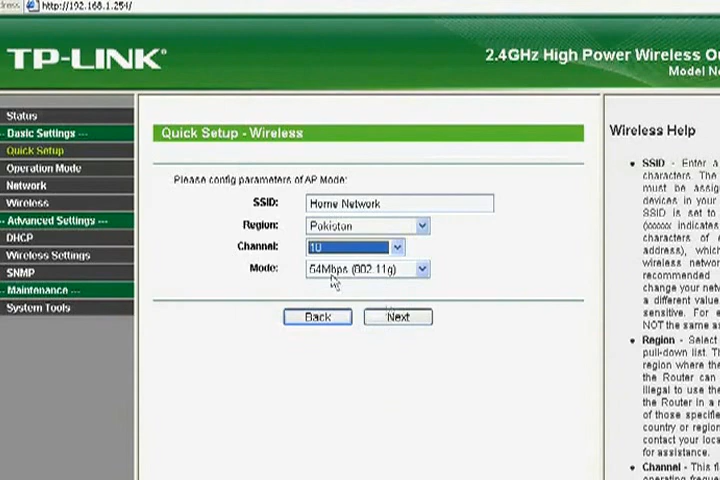 http://192.168.1.254/
TP-LINK®
2.4GHz High Power Wireless
Quick Setup - Wireless
Please config parameters of AP Mode:
SSID: Home Network
Region: Pakistan
Channel: 10
Mode: 54Mbps (802.11g)
Back Next
Status
Basic Settings ---
Quick Setup
Operation Mode
Network
Wireless
--- Advanced Settings ---
DHCP
Wireless Settings
SNMP
--- Maintenance ---
System Tools
Wireless Help
SSID - Enter a
characters. The
must be assig
devices in your
SSID is set to
indicates
characters of
address), which
wireless networ
recommended
change your netw
a different value
sensitive. For e
NOT the same as
Region - Select
pull-down list. T
region where the
the Router can
illegal to use the
the Router in a r
of those specifie
country or region
contact your loca
for assistance.
Channel - This fi
operating freque